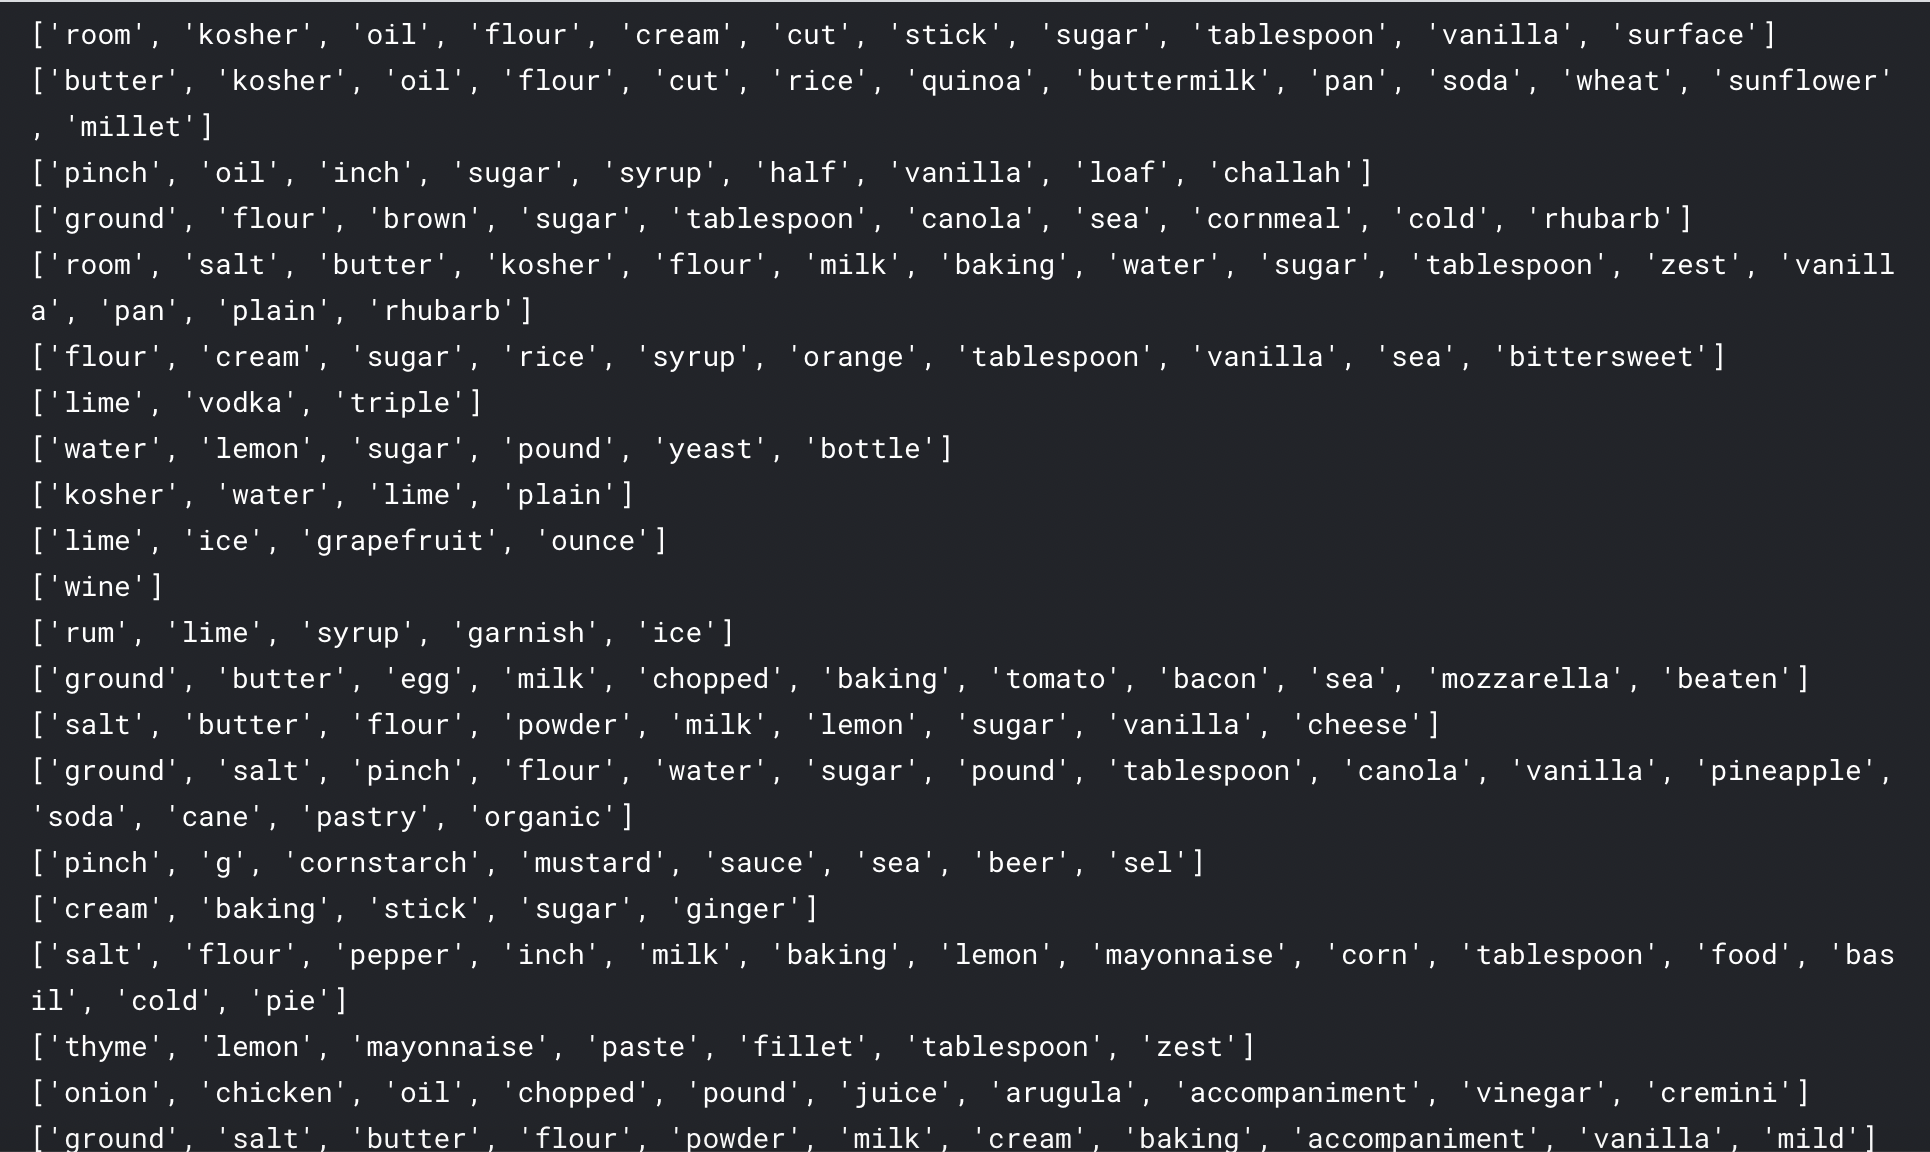 ['room', 'kosher', 'oil', 'flour', 'cream', 'cut', 'stick', 'sugar', 'tablespoon', 'vanilla', 'surface']
['butter', 'kosher', 'oil', 'flour', 'cut', 'rice', 'quinoa', 'buttermilk', 'pan', 'soda', 'wheat', 'sunflower'
, 'millet']
['pinch', 'oil', 'inch', 'sugar', 'syrup', 'half', 'vanilla', 'loaf', 'challah']
['ground', 'flour', 'brown', 'sugar', 'tablespoon', 'canola', 'sea', 'cornmeal', 'cold', 'rhubarb']
['room', 'salt', 'butter', 'kosher', 'flour', 'milk', 'baking', 'water', 'sugar', 'tablespoon', 'zest', 'vanill
a', 'pan', 'plain', 'rhubarb']
['flour', 'cream', 'sugar', 'rice', 'syrup', 'orange', 'tablespoon', 'vanilla', 'sea', 'bittersweet']
['lime', 'vodka', 'triple']
['water', 'lemon', 'sugar', 'pound', 'yeast', 'bottle']
['kosher', 'water', 'lime', 'plain']
['lime', 'ice', 'grapefruit', 'ounce']
['wine']
['rum', 'lime', 'syrup', 'garnish', 'ice']
['ground', 'butter', 'egg', 'milk', 'chopped', 'baking', 'tomato', 'bacon', 'sea', 'mozzarella', 'beaten']
['salt', 'butter', 'flour', 'powder', 'milk', 'lemon', 'sugar', 'vanilla', 'cheese']
['ground', 'salt', 'pinch', 'flour', 'water', 'sugar', 'pound', 'tablespoon', 'canola', 'vanilla', 'pineapple',
'soda', 'cane', 'pastry', 'organic']
['pinch', 'g', 'cornstarch', 'mustard', 'sauce', 'sea', 'beer', 'sel']
['cream', 'baking', 'stick', 'sugar', 'ginger']
['salt', 'flour', 'pepper', 'inch', 'milk', 'baking', 'lemon', 'mayonnaise', 'corn', 'tablespoon', 'food', 'bas
il', 'cold', 'pie']
['thyme', 'lemon', 'mayonnaise', 'paste', 'fillet', 'tablespoon', 'zest']
['onion', 'chicken', 'oil', 'chopped', 'pound', 'juice', 'arugula', 'accompaniment', 'vinegar', 'cremini']
['ground', 'salt', 'butter', 'flour', 'powder', 'milk', 'cream', 'baking', 'accompaniment', 'vanilla', 'mild']